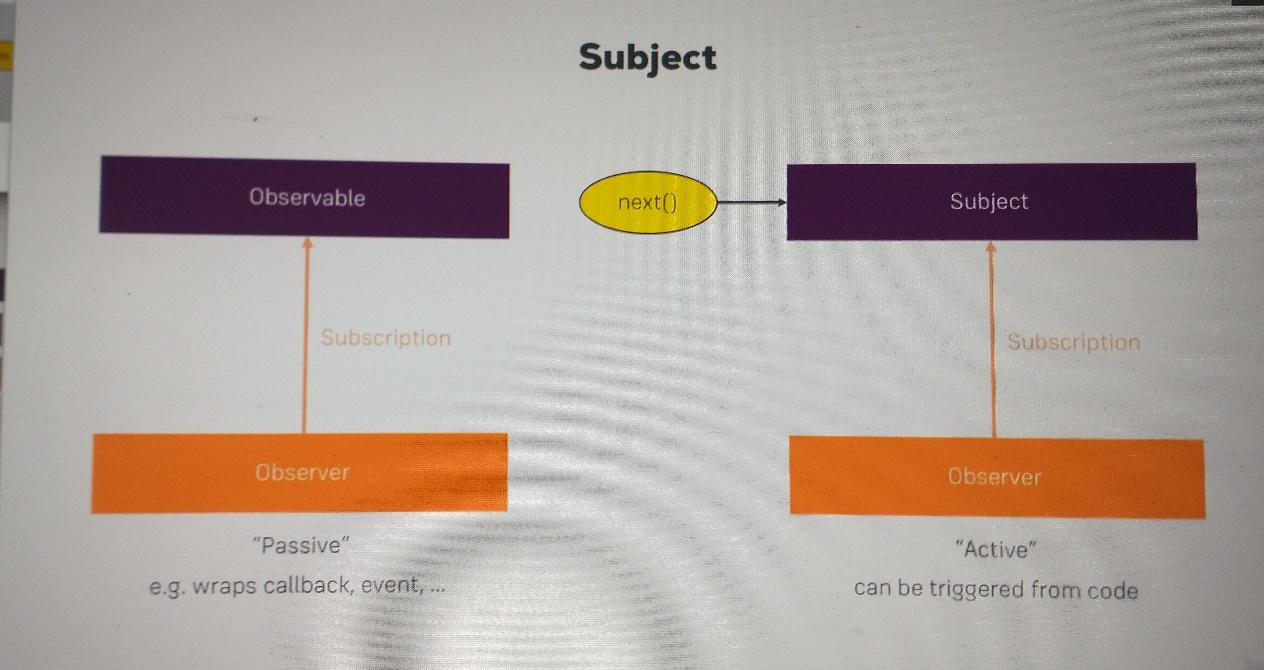 Subject
Observable
next()
Subject
Subscription
Subscription
Observer
Observer
“Passive”
“Active”
e.g. wraps callback, event, ...
can be triggered from code